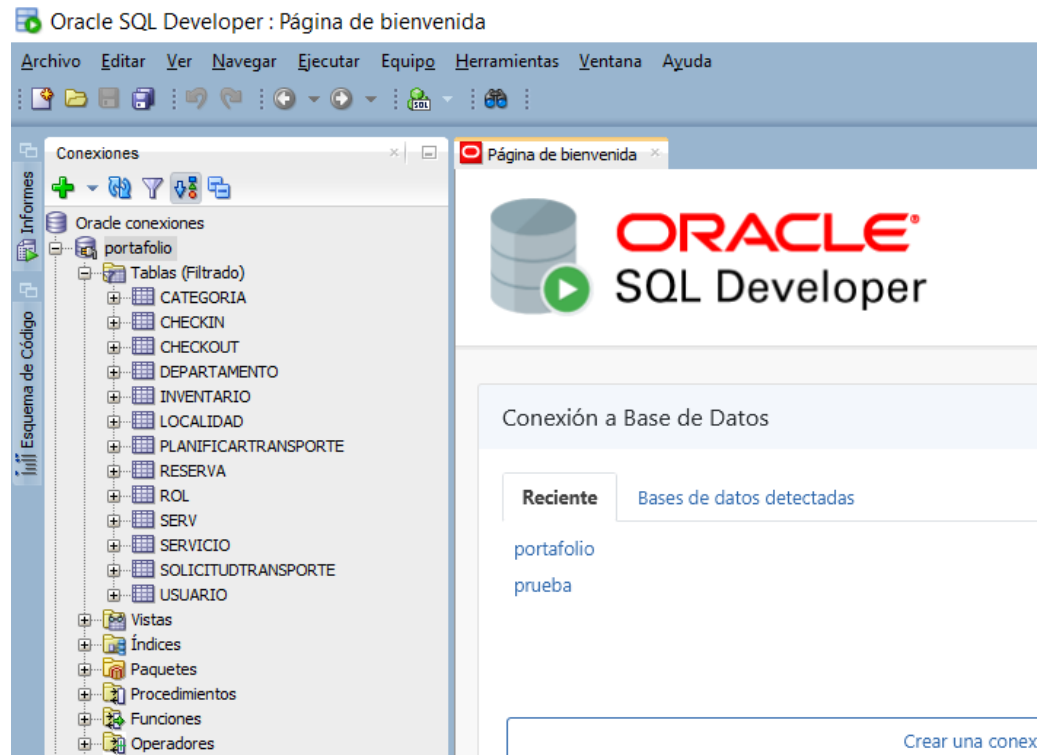 Oracle SQL Developer : Página de bienvenida
Archivo Editar Ver Navegar Ejecutar Equipo Herramientas Ventana Ayuda
SQL
Informes
Esquema de Código
Conexiones
Oracle conexiones
portafolio
Tablas (Filtrado)
CATEGORIA
CHECKIN
CHECKOUT
DEPARTAMENTO
INVENTARIO
LOCALIDAD
PLANIFICARTRANSPORTE
RESERVA
ROL
SERV
SERVICIO
SOLICITUDTRANSPORTE
USUARIO
Vistas
Índices
Paquetes
Procedimientos
Funciones
Operadores
Página de bienvenida
ORACLE®
SQL Developer
Conexión a Base de Datos
Reciente Bases de datos detectadas
portafolio
prueba
Crear una conex